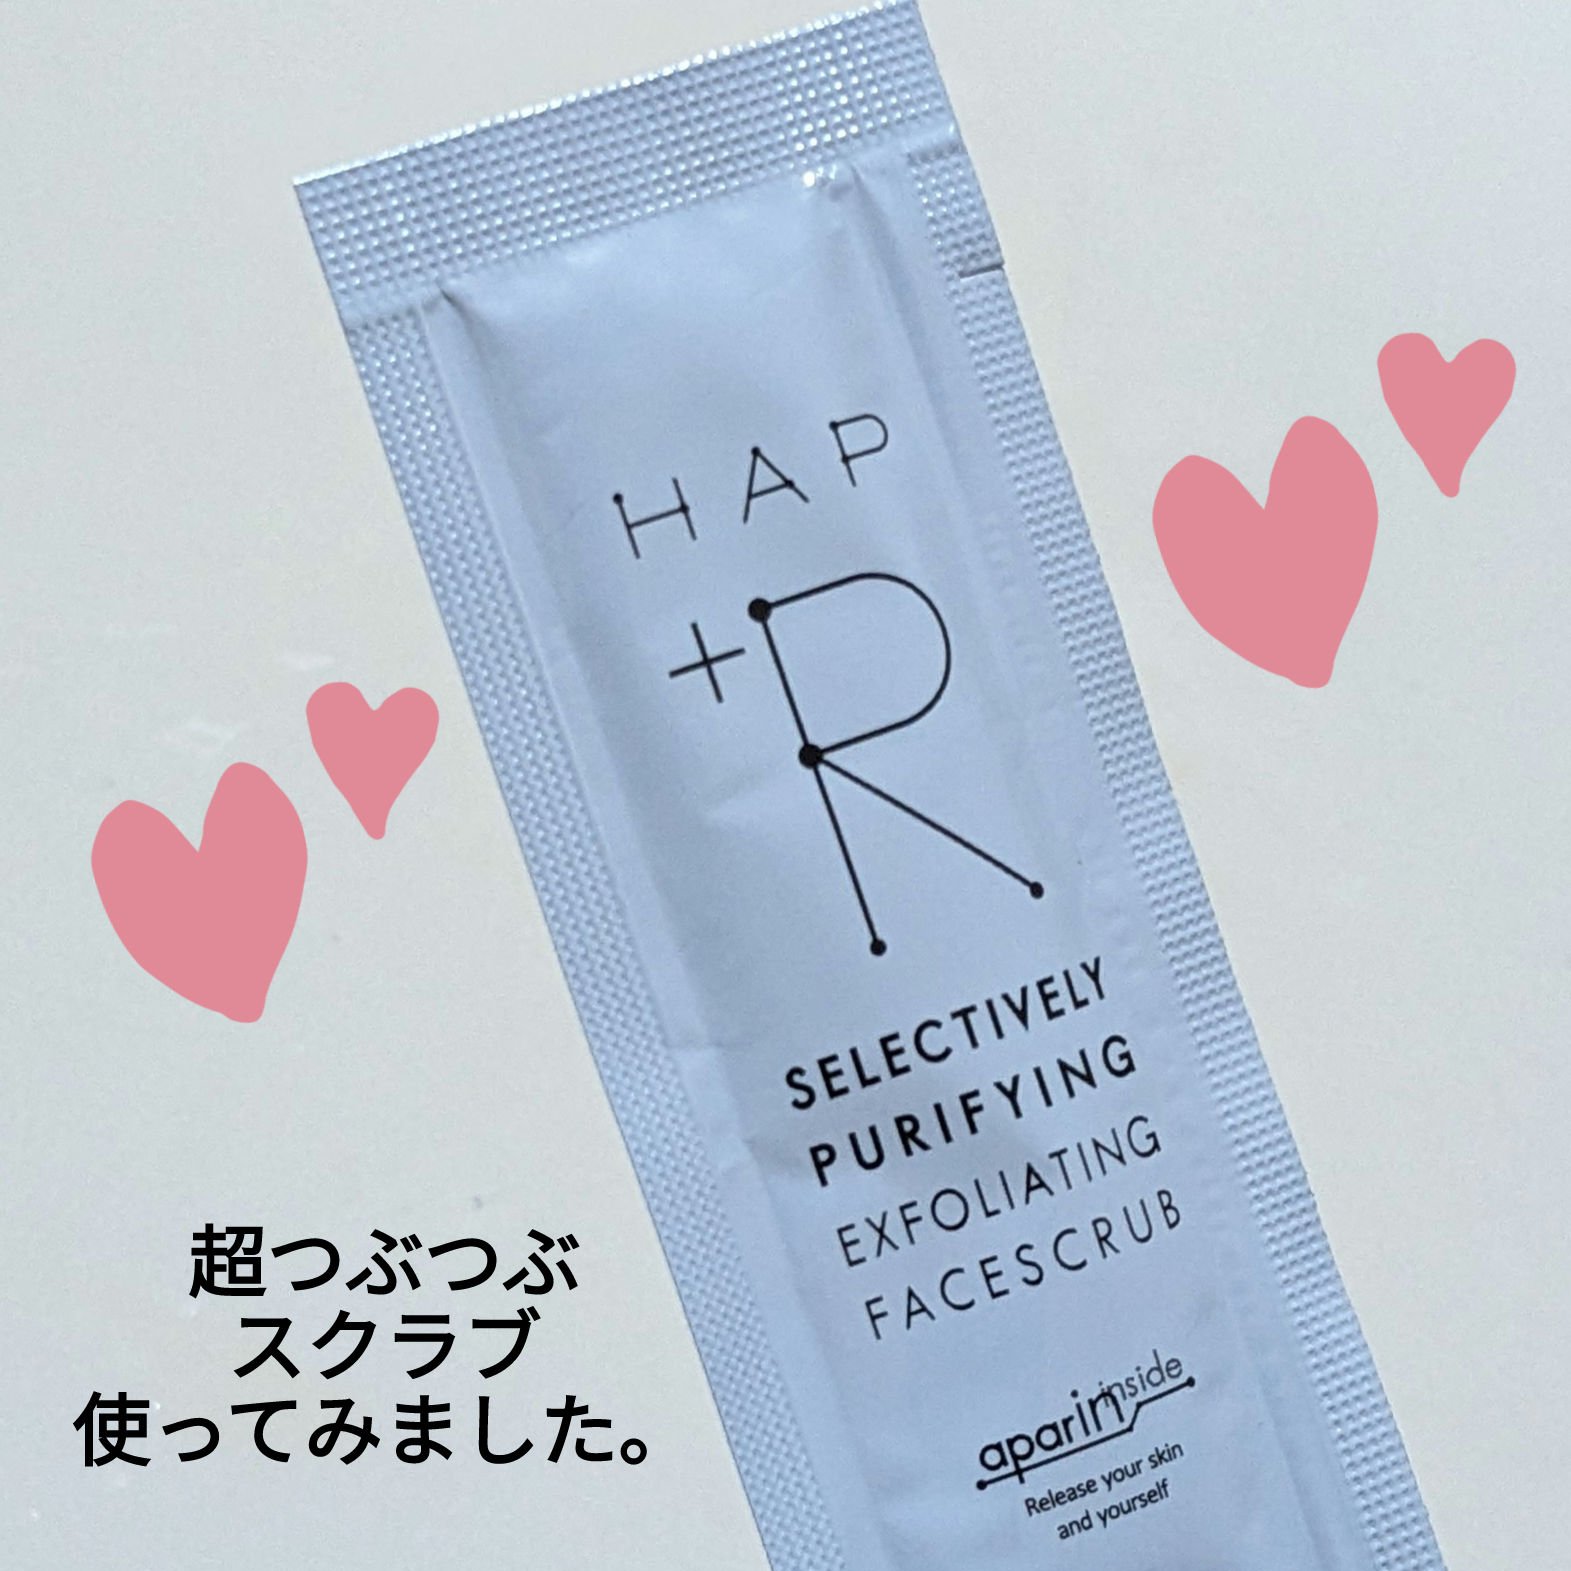 HAP
+R
SELECTIVELY
PURIFYING
EXFOLIATING
FACESCRUB
aparin inside
Release your skin
and yourself
超つぶつぶ
スクラブ
使ってみました。